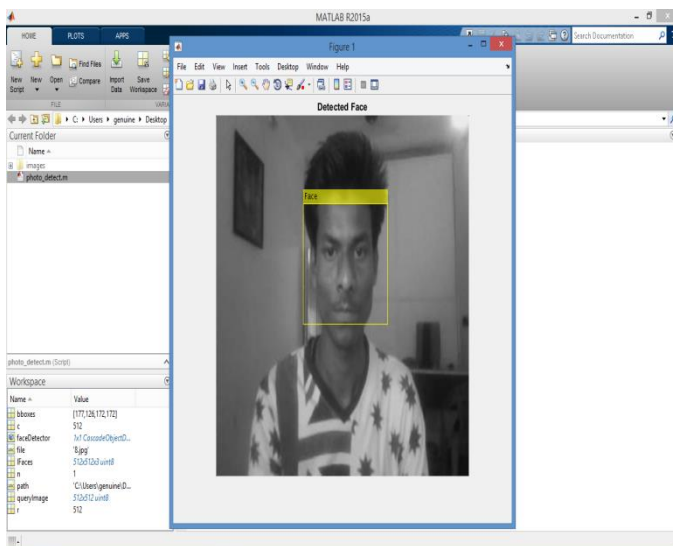 MATLAB R2015a
HOME PLOTS APPS
Search Documentation
New Script
New
Open
Find Files
Compare
Import Data
Save Workspace
FILE
VARIA
C: ▸ Users ▸ genuine ▸ Desktop
Current Folder
Name
images
photo_detect.m
photo_detect.m (Script)
Workspace
Name Value
bboxes [177,126,172,172]
c 512
faceDetector 1x1 CascadeObjectD...
file '8.jpg'
IFaces 512x512x3 uint8
n 1
path 'C:\Users\genuine\D...
queryImage 512x512 uint8
r 512
Figure 1
File Edit View Insert Tools Desktop Window Help
Detected Face
Face